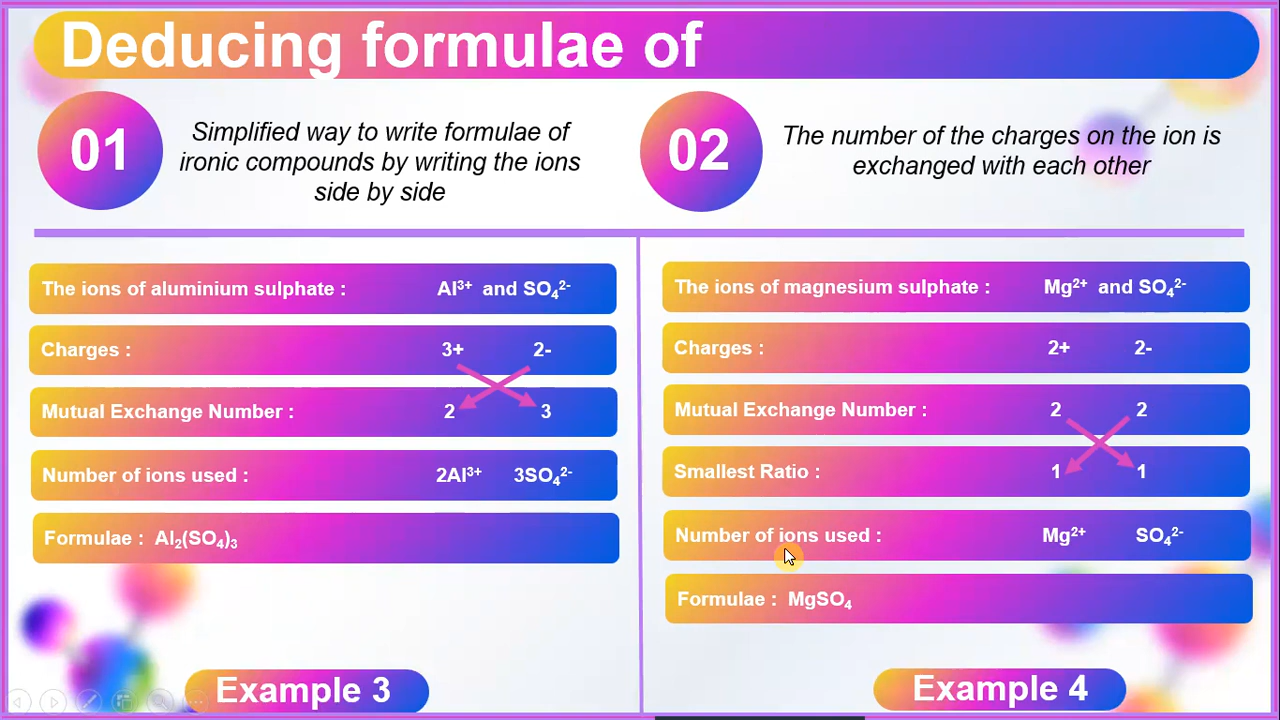 Deducing formulae of
01
Simplified way to write formulae of
ironic compounds by writing the ions
side by side
02
The number of the charges on the ion is
exchanged with each other
The ions of aluminium sulphate : Al³⁺ and SO₄²⁻
Charges : 3+ 2-
Mutual Exchange Number : 2 3
Number of ions used : 2Al³⁺ 3SO₄²⁻
Formulae : Al₂(SO₄)₃
Example 3
The ions of magnesium sulphate : Mg²⁺ and SO₄²⁻
Charges : 2+ 2-
Mutual Exchange Number : 2 2
Smallest Ratio : 1 1
Number of ions used : Mg²⁺ SO₄²⁻
Formulae : MgSO₄
Example 4